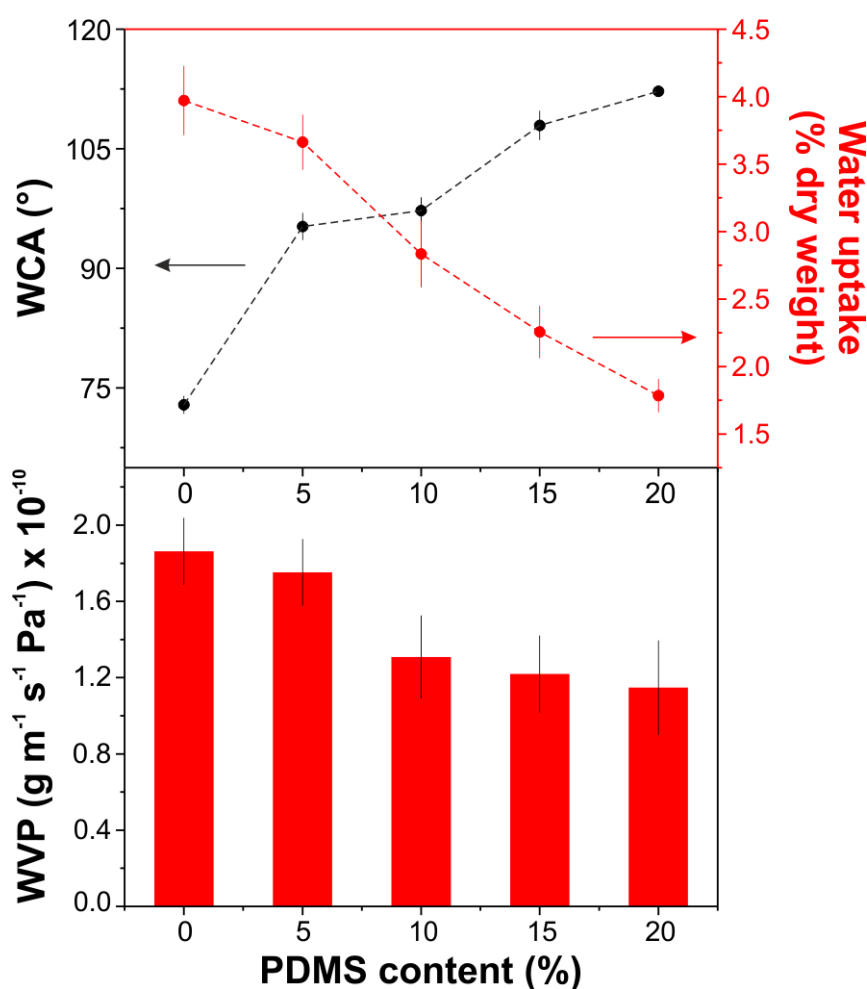 120
105
90
75
WCA (°)
4.5
4.0
3.5
3.0
2.5
2.0
1.5
Water uptake
(% dry weight)
0 5 10 15 20
2.0
1.6
1.2
0.8
0.4
0.0
WVP (g m⁻¹ s⁻¹ Pa⁻¹) x 10⁻¹⁰
0 5 10 15 20
PDMS content (%)